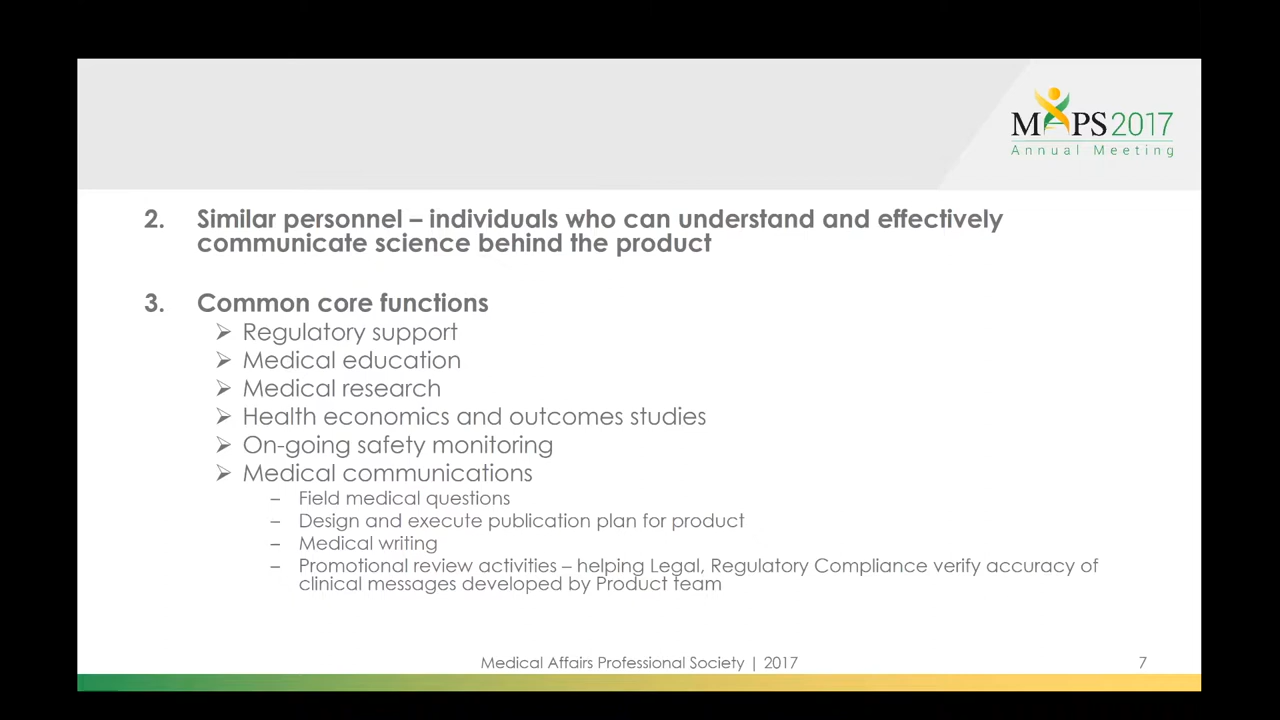 MAPS2017
Annual Meeting
2. Similar personnel – individuals who can understand and effectively
communicate science behind the product
3. Common core functions
➢ Regulatory support
➢ Medical education
➢ Medical research
➢ Health economics and outcomes studies
➢ On-going safety monitoring
➢ Medical communications
– Field medical questions
– Design and execute publication plan for product
– Medical writing
– Promotional review activities – helping Legal, Regulatory Compliance verify accuracy of
clinical messages developed by Product team
Medical Affairs Professional Society | 2017
7